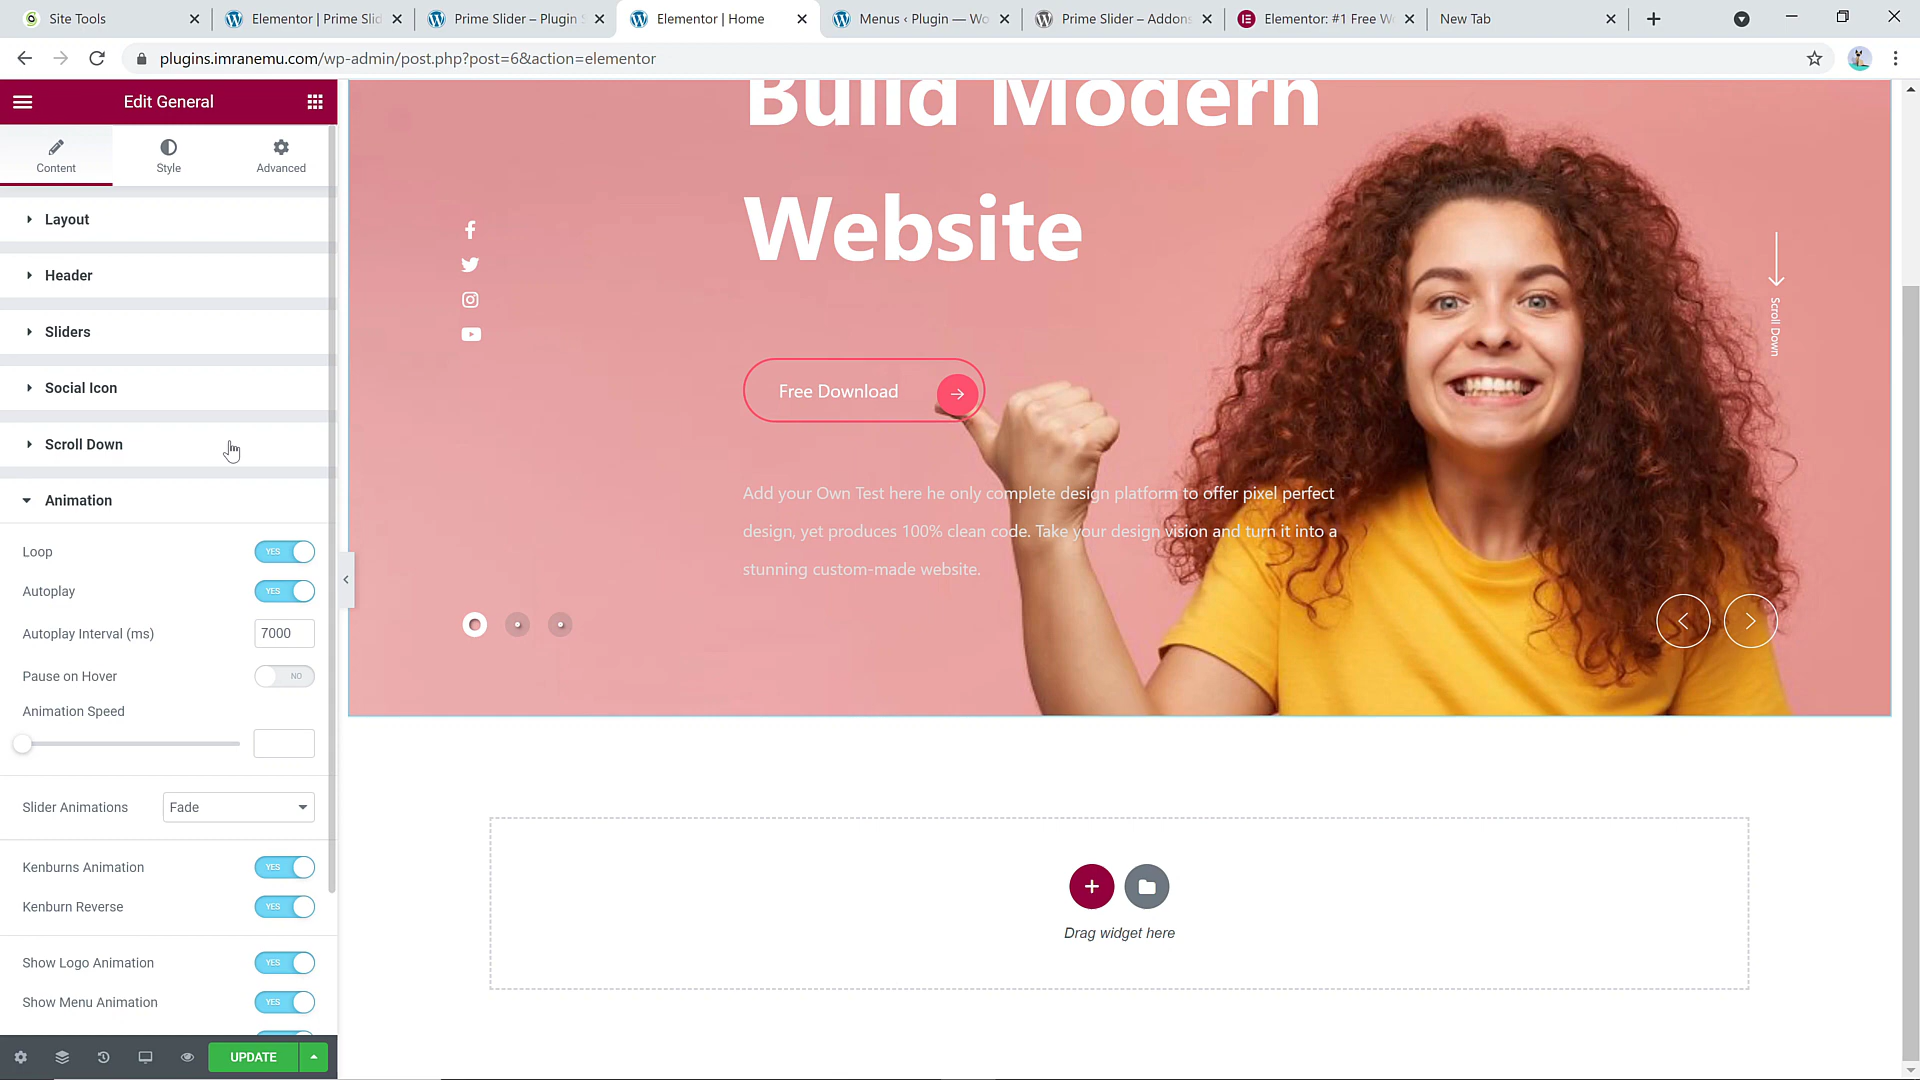 Site Tools
Elementor | Prime Slid
Prime Slider – Plugin S
Elementor | Home
Menus ‹ Plugin — Wo
Prime Slider – Addons
Elementor: #1 Free W
New Tab
plugins.imranemu.com/wp-admin/post.php?post=6&action=elementor
Edit General
Content
Style
Advanced
Layout
Header
Sliders
Social Icon
Scroll Down
Animation
Loop
YES
Autoplay
YES
Autoplay Interval (ms)
7000
Pause on Hover
NO
Animation Speed
Slider Animations
Fade
Kenburns Animation
YES
Kenburn Reverse
YES
Show Logo Animation
YES
Show Menu Animation
YES
UPDATE
Build Modern
Website
Free Download
Add your Own Test here he only complete design platform to offer pixel perfect
design, yet produces 100% clean code. Take your design vision and turn it into a
stunning custom-made website.
Scroll Down
Drag widget here